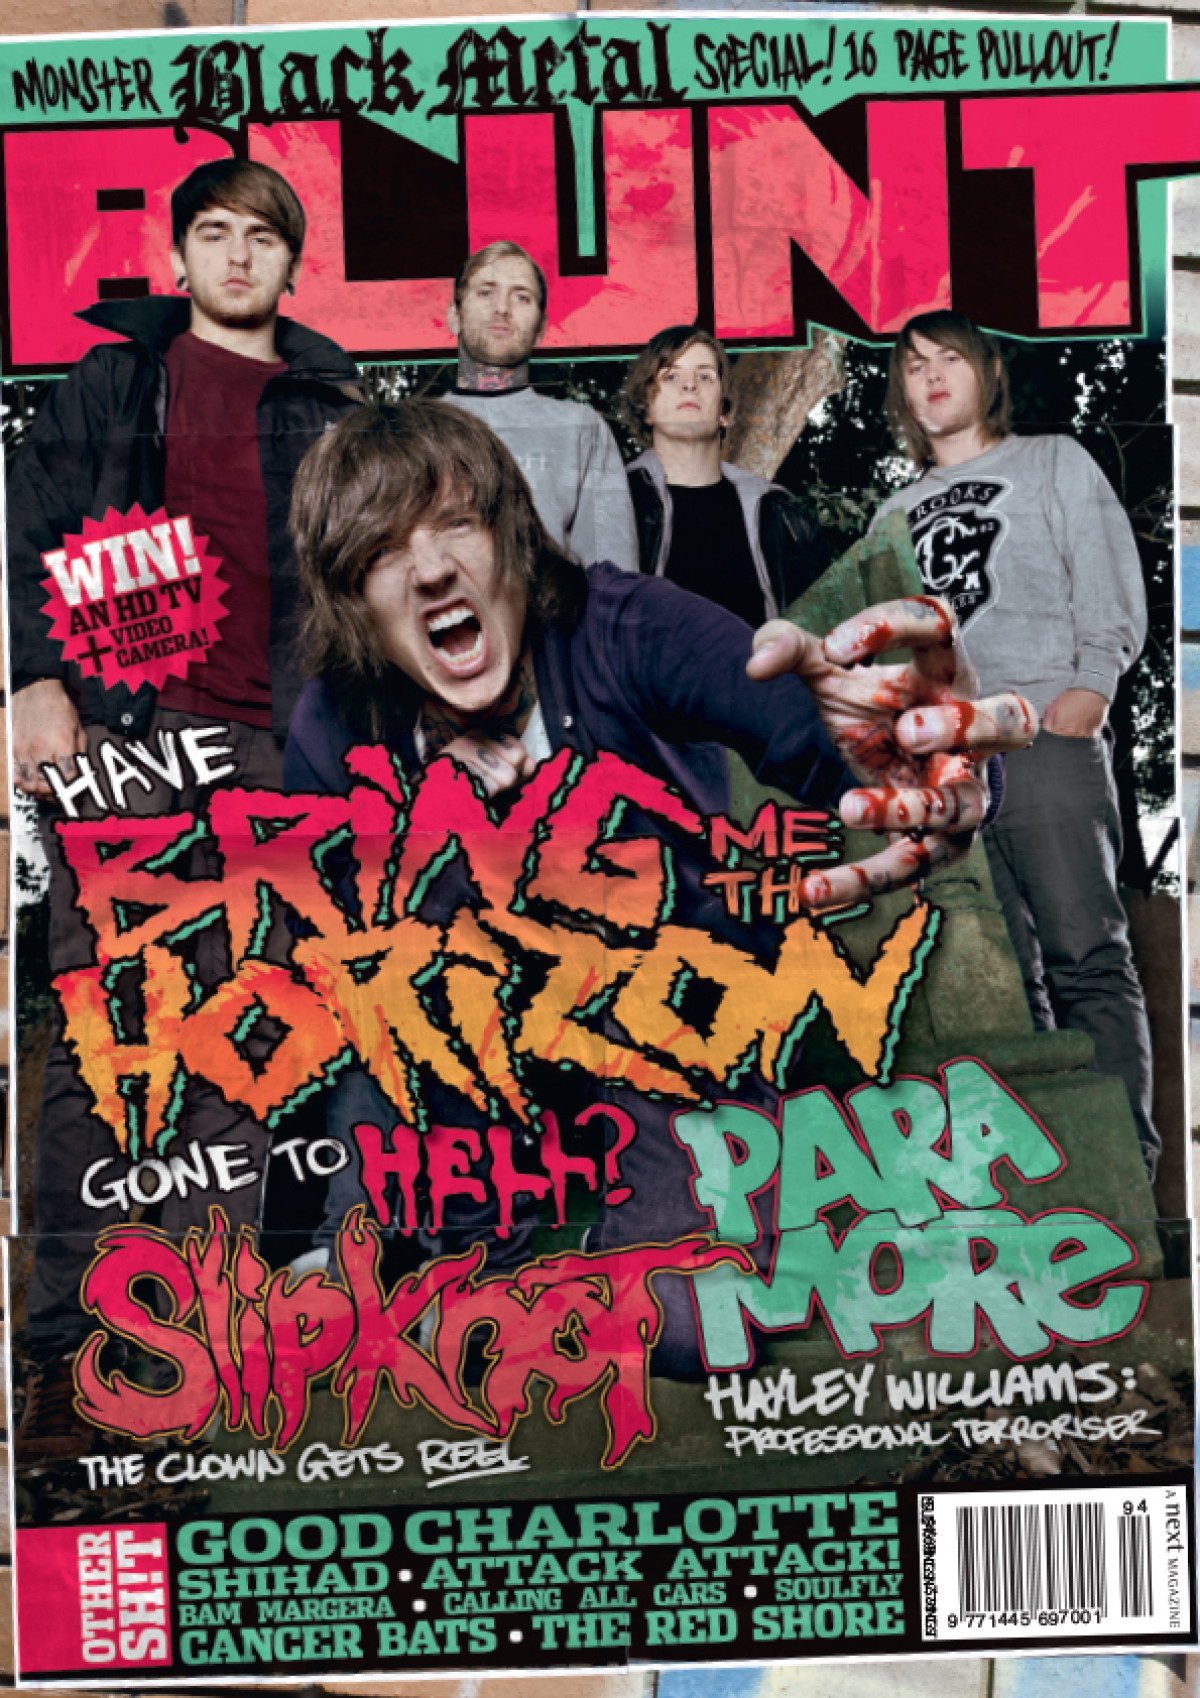 MONSTER Black Metal SPECIAL! 16 PAGE PULLOUT!
BLUNT
CROOKS
WIN!
AN HD TV
+ VIDEO
CAMERA!
HAVE
BRING ME THE
HORIZON
GONE TO HELL?
PARA
MORE
HAYLEY WILLIAMS:
PROFESSIONAL TERRORISER
SLIPKNOT
THE CLOWN GETS REEL
OTHER
SH!T
GOOD CHARLOTTE
SHIHAD • ATTACK ATTACK!
BAM MARGERA • CALLING ALL CARS • SOULFLY
CANCER BATS • THE RED SHORE
94
9 771445 697001
A next MAGAZINE